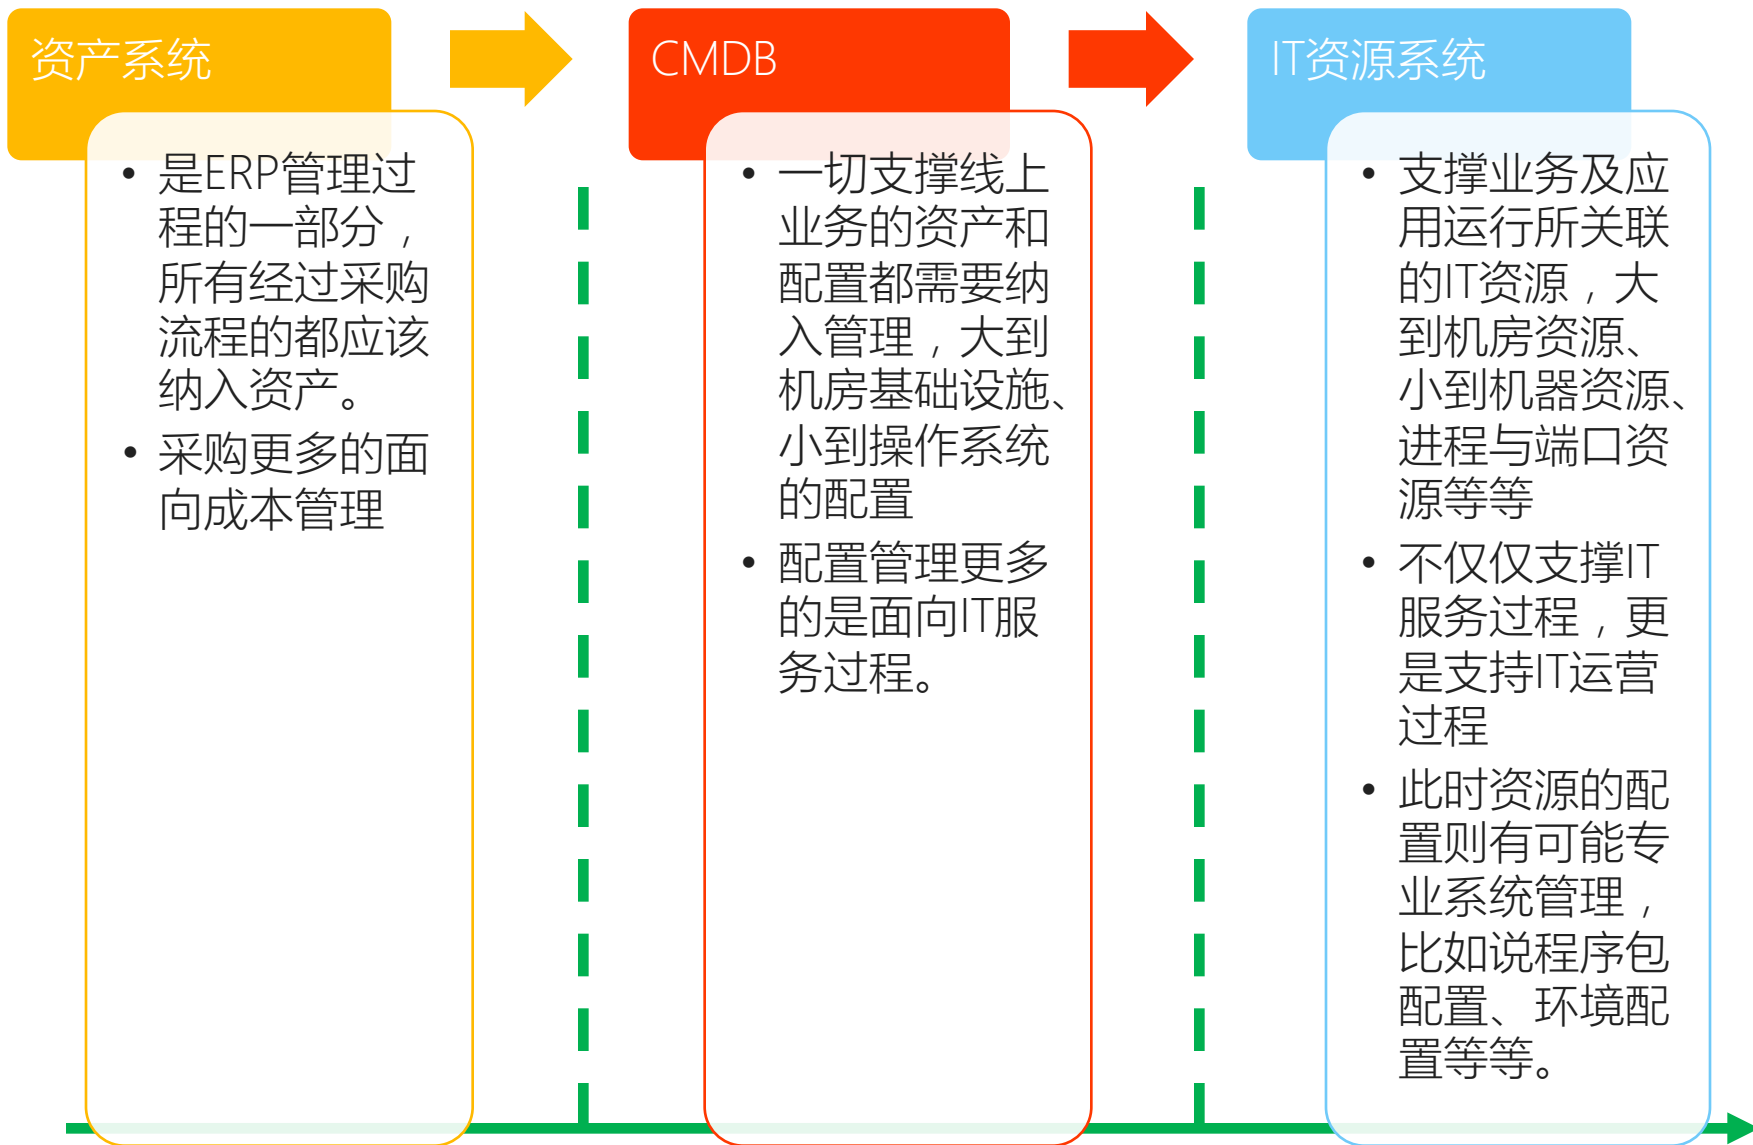 资产系统
• 是ERP管理过
程的一部分，
所有经过采购
流程的都应该
纳入资产。
• 采购更多的面
向成本管理
CMDB
• 一切支撑线上
业务的资产和
配置都需要纳
入管理，大到
机房基础设施、
小到操作系统
的配置
• 配置管理更多
的是面向IT服
务过程。
IT资源系统
• 支撑业务及应
用运行所关联
的IT资源，大
到机房资源、
小到机器资源、
进程与端口资
源等等
• 不仅仅支撑IT
服务过程，更
是支持IT运营
过程
• 此时资源的配
置则有可能专
业系统管理，
比如说程序包
配置、环境配
置等等。